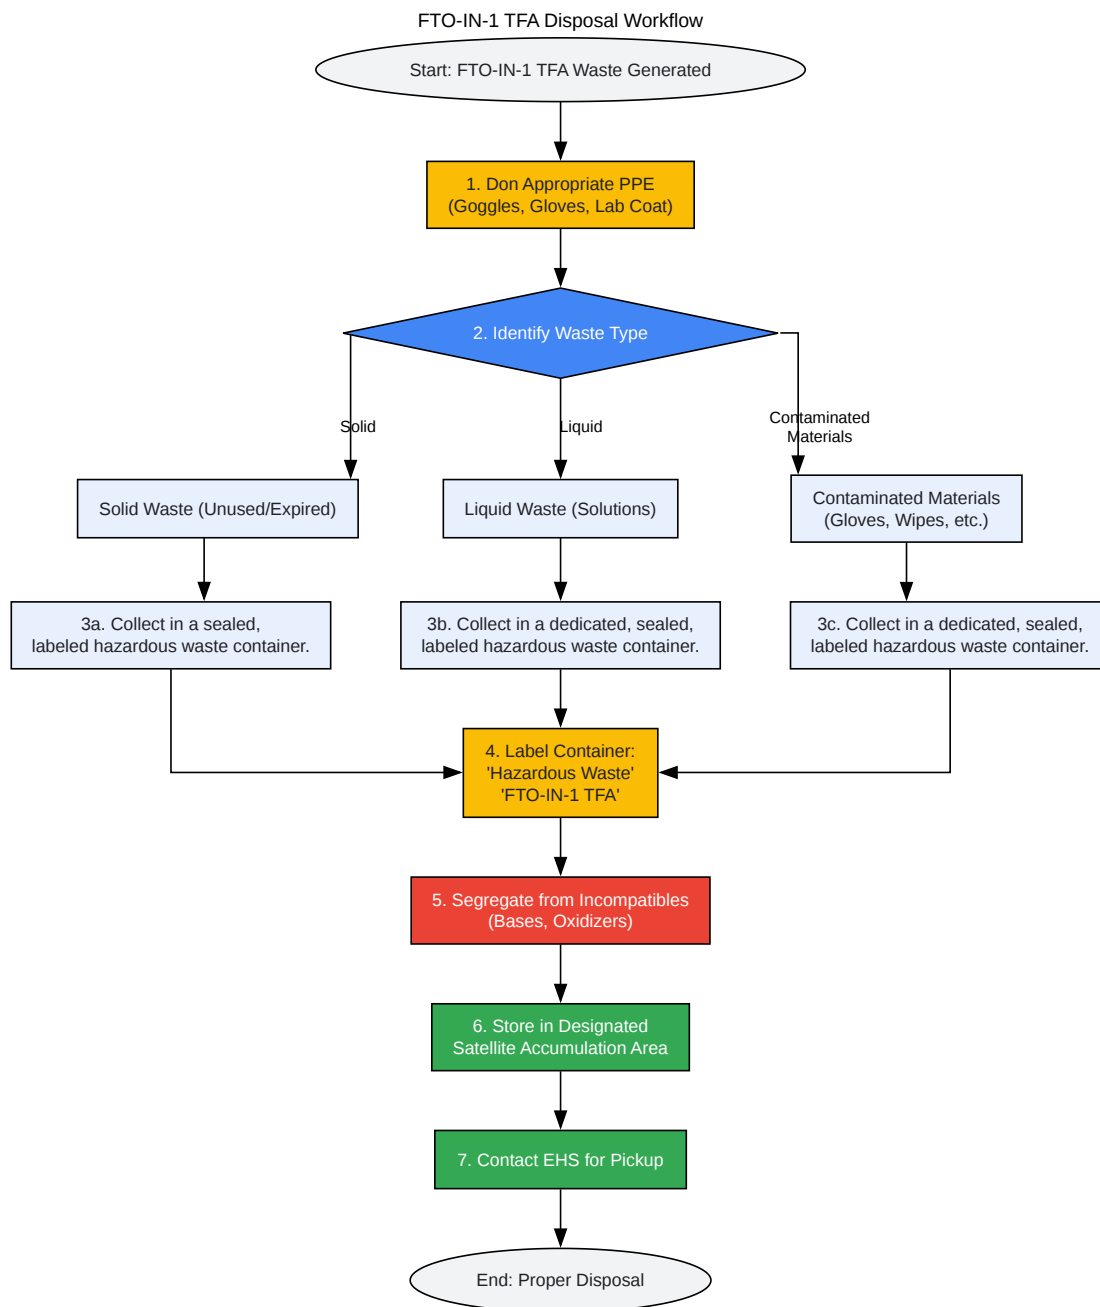 FTO-IN-1 TFA Disposal Workflow
Start: FTO-IN-1 TFA Waste Generated
1. Don Appropriate PPE
(Goggles, Gloves, Lab Coat)
2. Identify Waste Type
Solid
Liquid
Contaminated
Materials
Solid Waste (Unused/Expired)
Liquid Waste (Solutions)
Contaminated Materials
(Gloves, Wipes, etc.)
3a. Collect in a sealed,
labeled hazardous waste container.
3b. Collect in a dedicated, sealed,
labeled hazardous waste container.
3c. Collect in a dedicated, sealed,
labeled hazardous waste container.
4. Label Container:
'Hazardous Waste'
'FTO-IN-1 TFA'
5. Segregate from Incompatibles
(Bases, Oxidizers)
6. Store in Designated
Satellite Accumulation Area
7. Contact EHS for Pickup
End: Proper Disposal